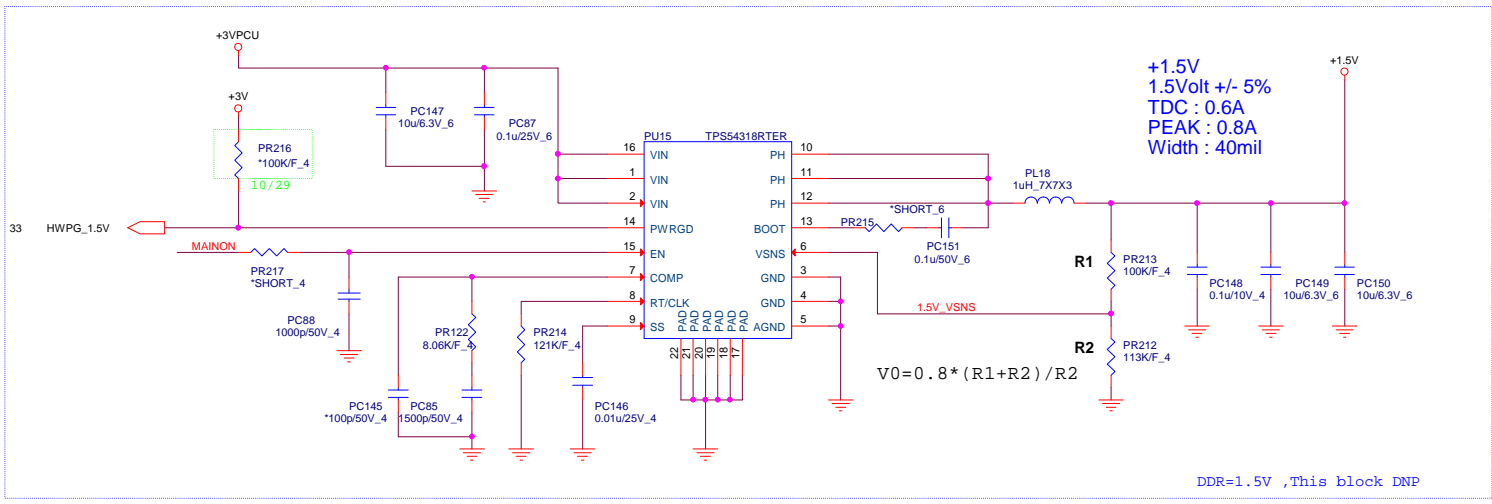 +3VPCU
+3V
PR216
*100K/F_4
10/29
33 HWPG_1.5V
MAINON
PR217
*SHORT_4
PC88
1000p/50V_4
PC147
10u/6.3V_6
PC87
0.1u/25V_6
PU15 TPS54318RTER
16 VIN
1 VIN
2 VIN
14 PWRGD
15 EN
7 COMP
8 RT/CLK
9 SS
PH 10
PH 11
PH 12
BOOT 13
VSNS 6
GND 3
GND 4
AGND 5
PAD PAD PAD PAD PAD PAD
22 21 20 19 18 17
PR122
8.06K/F_4
PR214
121K/F_4
PC145
*100p/50V_4
PC85
1500p/50V_4
PC146
0.01u/25V_4
PR215
*SHORT_6
PC151
0.1u/50V_6
PL18
1uH_7X7X3
+1.5V
1.5Volt +/- 5%
TDC : 0.6A
PEAK : 0.8A
Width : 40mil
+1.5V
R1
PR213
100K/F_4
1.5V_VSNS
R2
PR212
113K/F_4
PC148
0.1u/10V_4
PC149
10u/6.3V_6
PC150
10u/6.3V_6
V0=0.8*(R1+R2)/R2
DDR=1.5V ,This block DNP